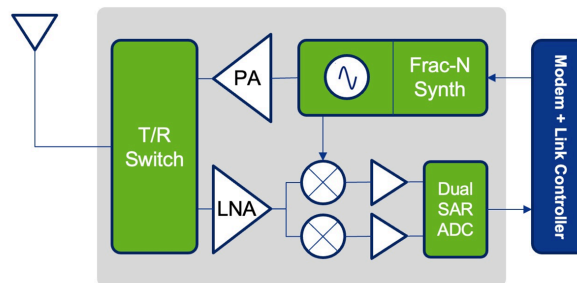 PA
Frac-N
Synth
T/R
Switch
LNA
Dual
SAR
ADC
Modem + Link Controller